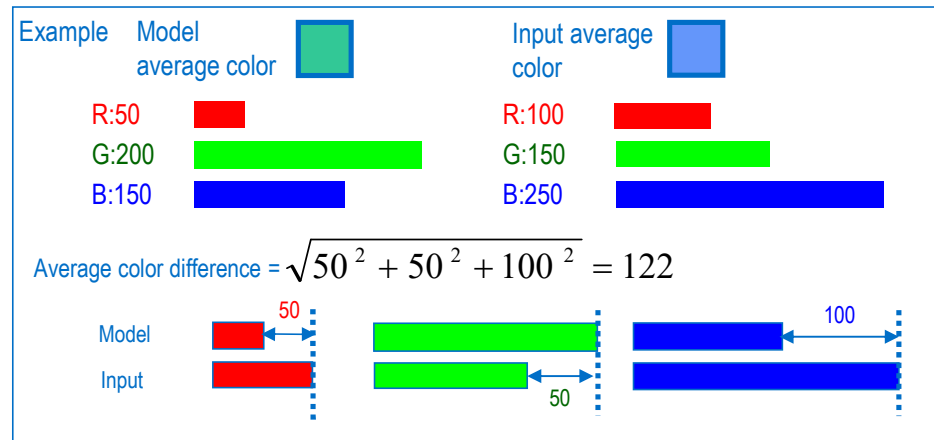 Example Model average color
Input average color
R:50
G:200
B:150
R:100
G:150
B:250
Average color difference = √50² + 50² + 100² = 122
Model
Input
50
50
100